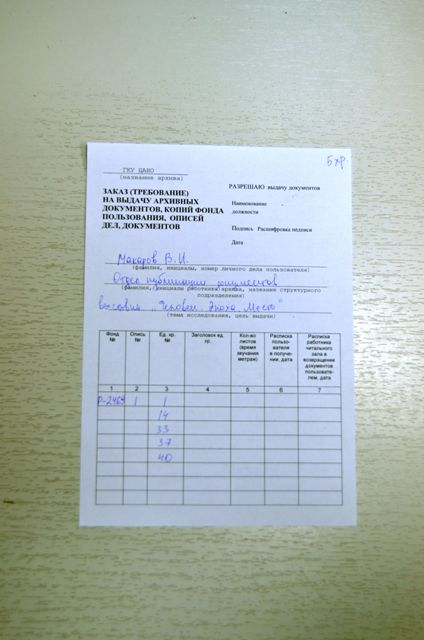 5 хр
ГКУ ЦАНО
(название архива)
РАЗРЕШАЮ выдачу документов
ЗАКАЗ (ТРЕБОВАНИЕ)
НА ВЫДАЧУ АРХИВНЫХ
ДОКУМЕНТОВ, КОПИЙ ФОНДА
ПОЛЬЗОВАНИЯ, ОПИСЕЙ
ДЕЛ, ДОКУМЕНТОВ
Наименование
должности
Подпись Расшифровка подписи
Дата
Макаров В.И.
(фамилия, инициалы, номер личного дела пользователя)
Отдел публикации документов
(фамилия, инициалы работника архива, название структурного
подразделения)
выставка "Человек. Эпоха. Место"
(тема исследования, цель выдачи)
Фонд № Опись № Ед. хр. № Заголовок ед. хр. Кол-во листов (время звучания метраж) Расписка пользователя в получении, дата Расписка работника читального зала в возвращении документов пользователем, дата
1 2 3 4 5 6 7
Р-2463 1 1
14
33
37
40